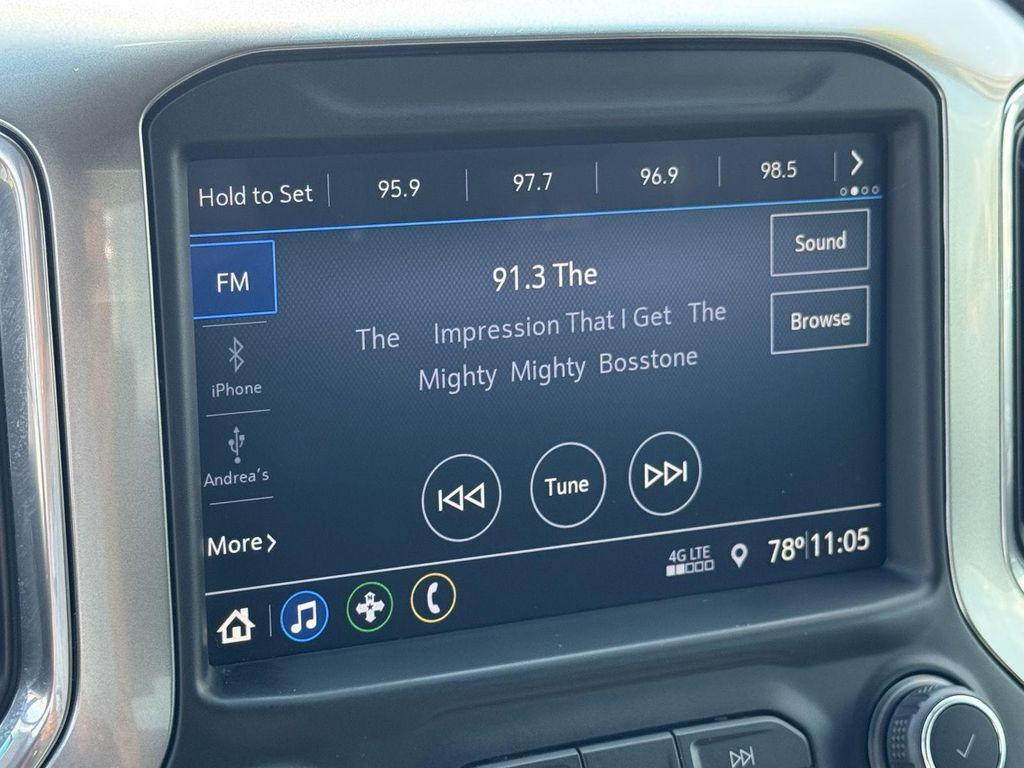 Hold to Set 95.9 97.7 96.9 98.5
FM
iPhone
Andrea's
More
91.3 The
The Impression That I Get The
Mighty Mighty Bosstone
Sound
Browse
Tune
4G LTE
78° 11:05